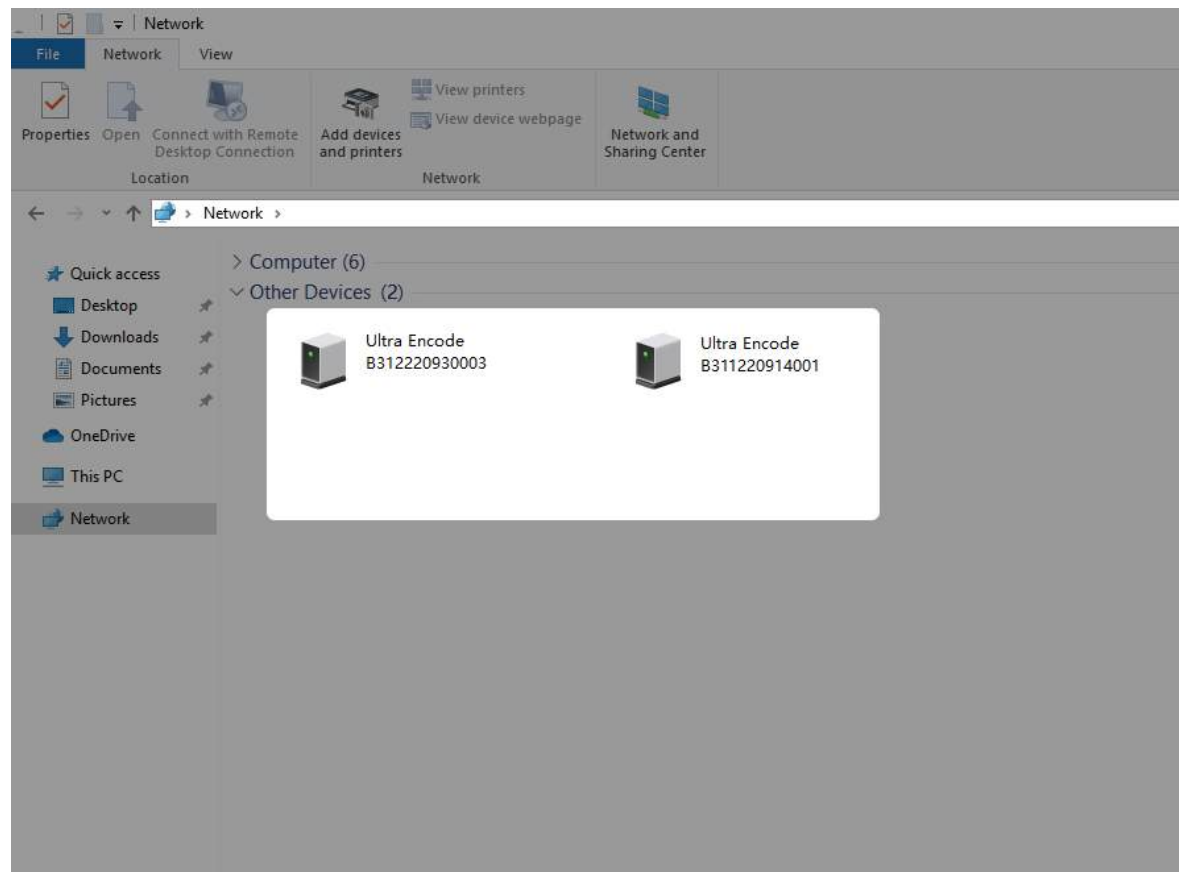 Network
File Network View
Properties Open Connect with Remote Desktop Connection
Add devices and printers
View printers
View device webpage
Network and Sharing Center
Location Network
Network
Quick access
Desktop
Downloads
Documents
Pictures
OneDrive
This PC
Network
Computer (6)
Other Devices (2)
Ultra Encode
B312220930003
Ultra Encode
B311220914001